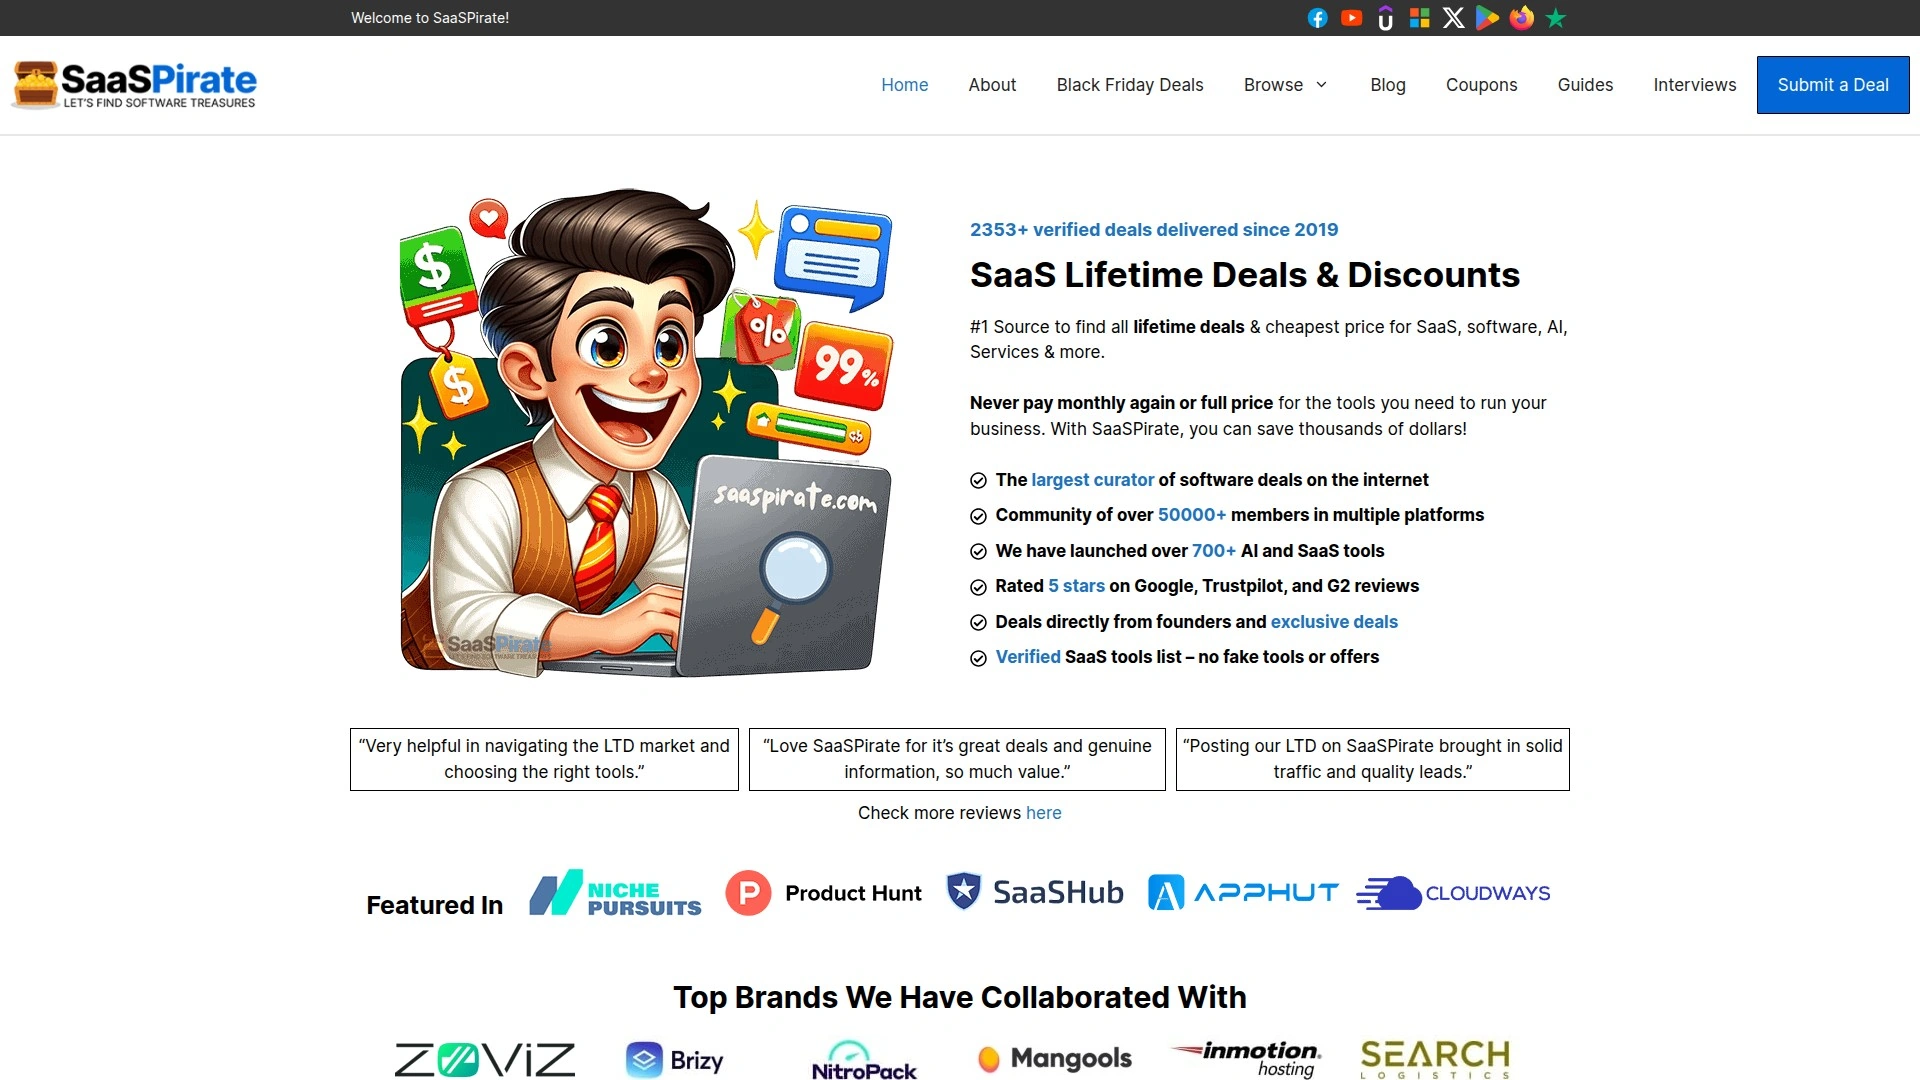 Welcome to SaaSPirate!
SaaSPirate
LET'S FIND SOFTWARE TREASURES
Home
About
Black Friday Deals
Browse
Blog
Coupons
Guides
Interviews
Submit a Deal
$
$
%
99%
saaspirate.com
SaaSPirate
2353+ verified deals delivered since 2019
SaaS Lifetime Deals & Discounts
#1 Source to find all lifetime deals & cheapest price for SaaS, software, AI,
Services & more.
Never pay monthly again or full price for the tools you need to run your
business. With SaaSPirate, you can save thousands of dollars!
The largest curator of software deals on the internet
Community of over 50000+ members in multiple platforms
We have launched over 700+ AI and SaaS tools
Rated 5 stars on Google, Trustpilot, and G2 reviews
Deals directly from founders and exclusive deals
Verified SaaS tools list – no fake tools or offers
“Very helpful in navigating the LTD market and
choosing the right tools.”
“Love SaaSPirate for it’s great deals and genuine
information, so much value.”
“Posting our LTD on SaaSPirate brought in solid
traffic and quality leads.”
Check more reviews here
Featured In
NICHE
PURSUITS
P Product Hunt
SaaSHub
APPHUT
CLOUDWAYS
Top Brands We Have Collaborated With
ZOViZ
Brizy
NitroPack
Mangools
inmotion
hosting
SEARCH
LOGISTICS